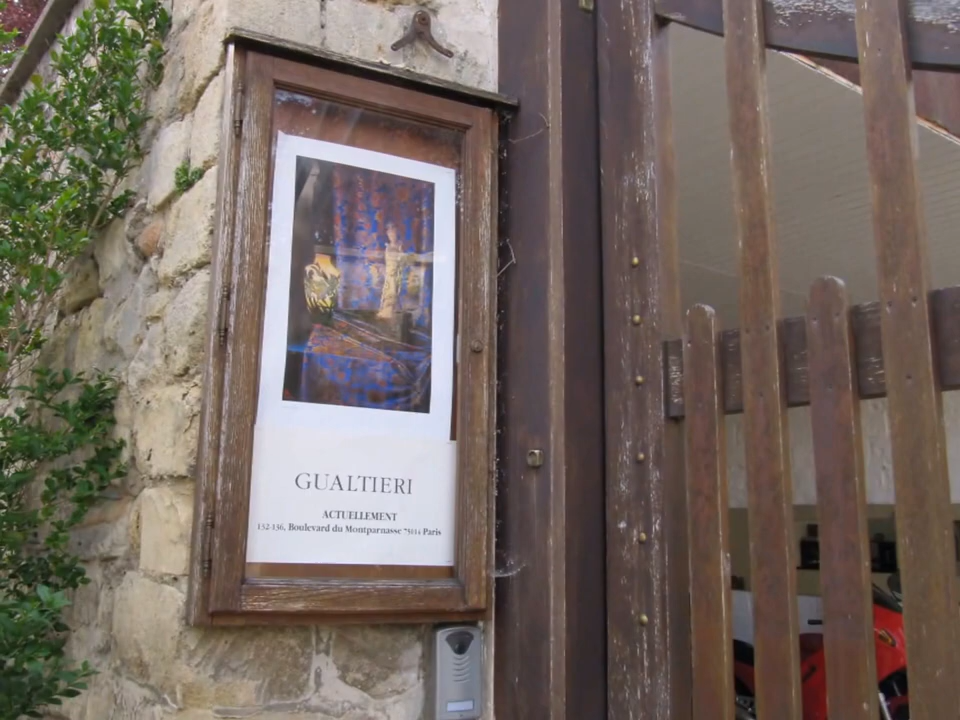 GUALTIERI
ACTUELLEMENT
132-136, Boulevard du Montparnasse 75014 Paris